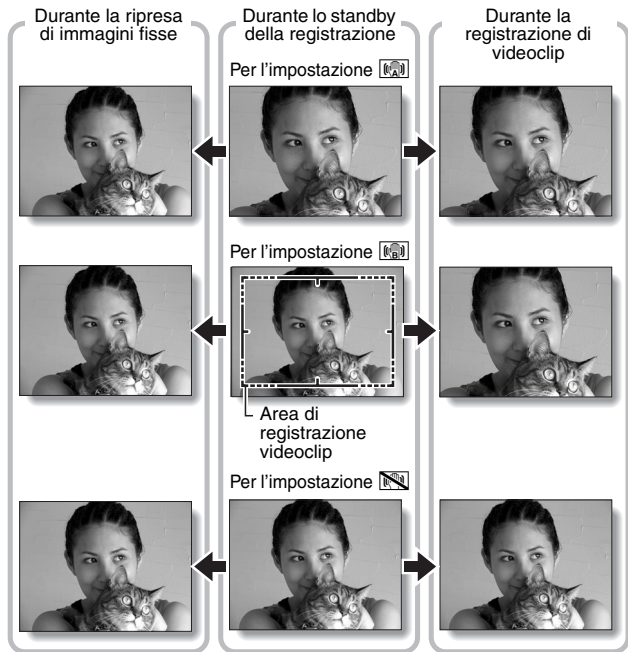 Durante la ripresa
di immagini fisse
Durante lo standby
della registrazione
Durante la
registrazione di
videoclip
Per l'impostazione A
Per l'impostazione B
Area di
registrazione
videoclip
Per l'impostazione